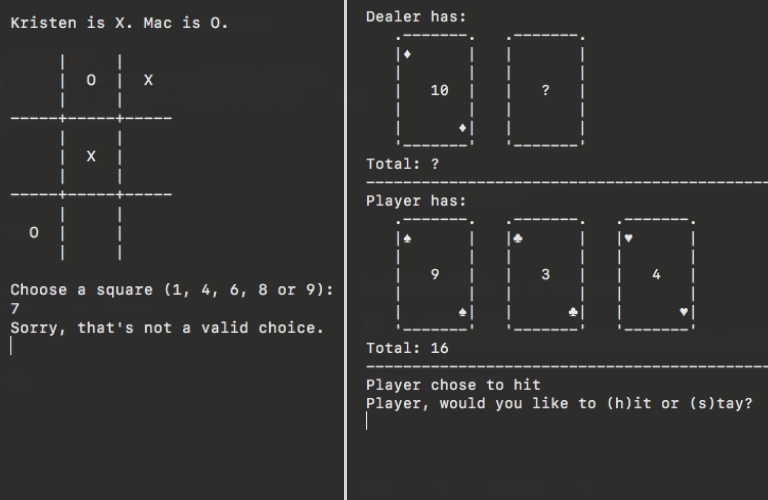 Kristen is X. Mac is O.
O X
X
O
Choose a square (1, 4, 6, 8 or 9):
7
Sorry, that's not a valid choice.
Dealer has:
♦
10 ?
♦
Total: ?
Player has:
♠ ♣ ♥
9 3 4
♠ ♣ ♥
Total: 16
Player chose to hit
Player, would you like to (h)it or (s)tay?